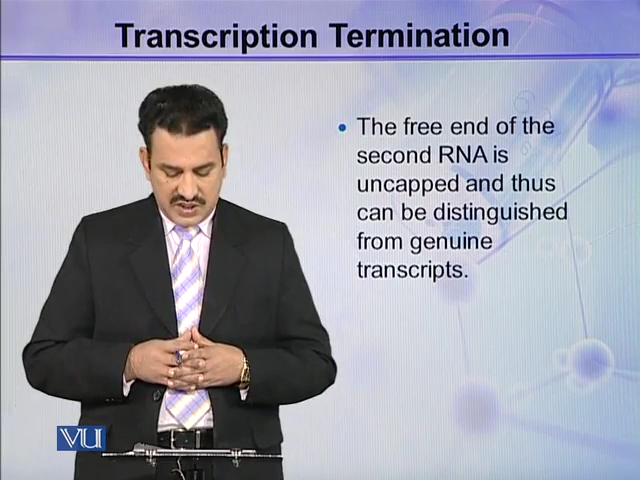 Transcription Termination
• The free end of the
second RNA is
uncapped and thus
can be distinguished
from genuine
transcripts.
VU